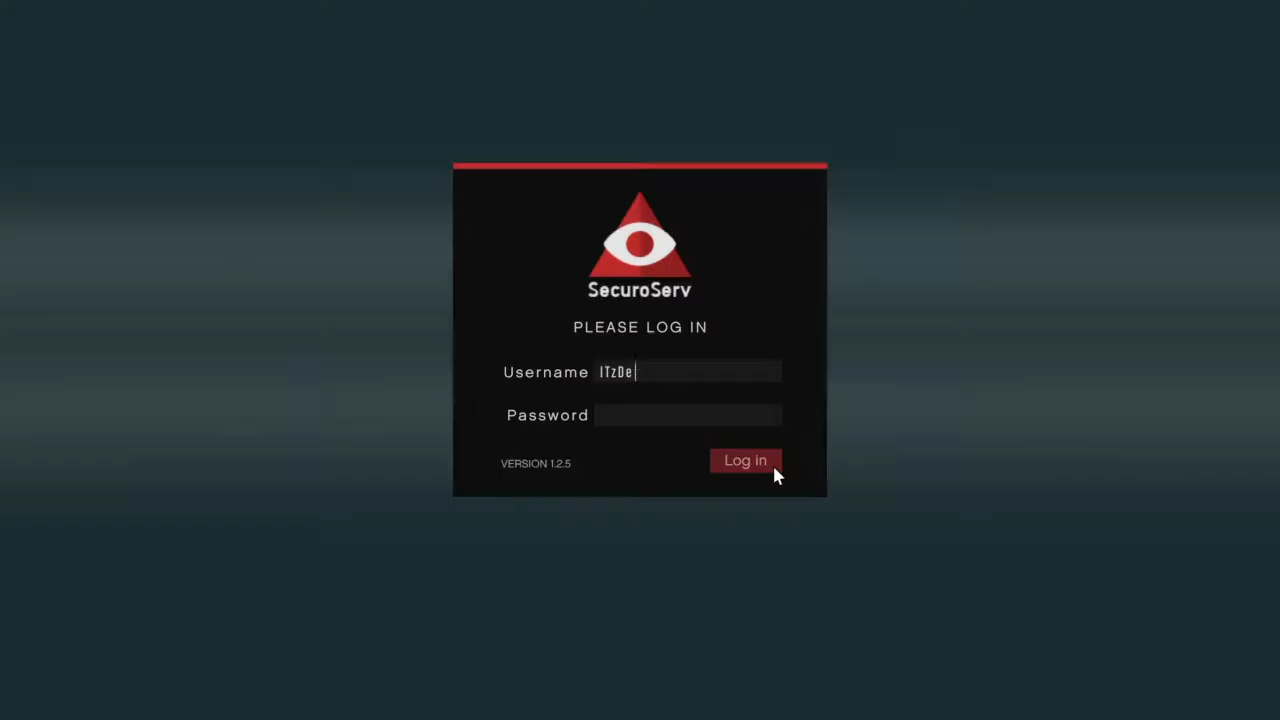 SecuroServ
PLEASE LOG IN
Username ITzDe
Password
VERSION 1.2.5 Log in